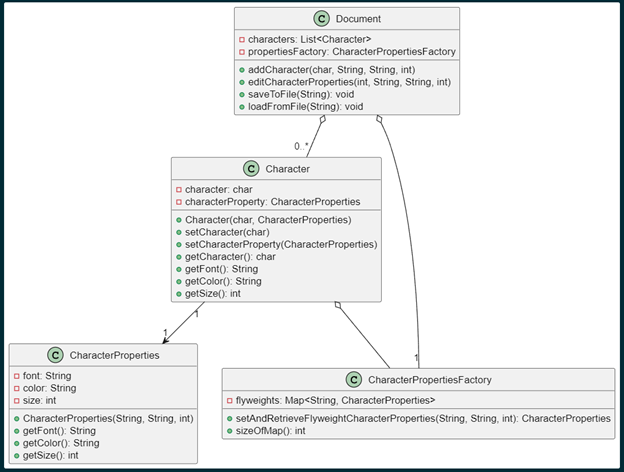 C Document
characters: List<Character>
propertiesFactory: CharacterPropertiesFactory
addCharacter(char, String, String, int)
editCharacterProperties(int, String, String, int)
saveToFile(String): void
loadFromFile(String): void
0..*
C Character
character: char
characterProperty: CharacterProperties
Character(char, CharacterProperties)
setCharacter(char)
setCharacterProperty(CharacterProperties)
getCharacter(): char
getFont(): String
getColor(): String
getSize(): int
1
1
1
C CharacterProperties
font: String
color: String
size: int
CharacterProperties(String, String, int)
getFont(): String
getColor(): String
getSize(): int
C CharacterPropertiesFactory
flyweights: Map<String, CharacterProperties>
setAndRetrieveFlyweightCharacterProperties(String, String, int): CharacterProperties
sizeOfMap(): int